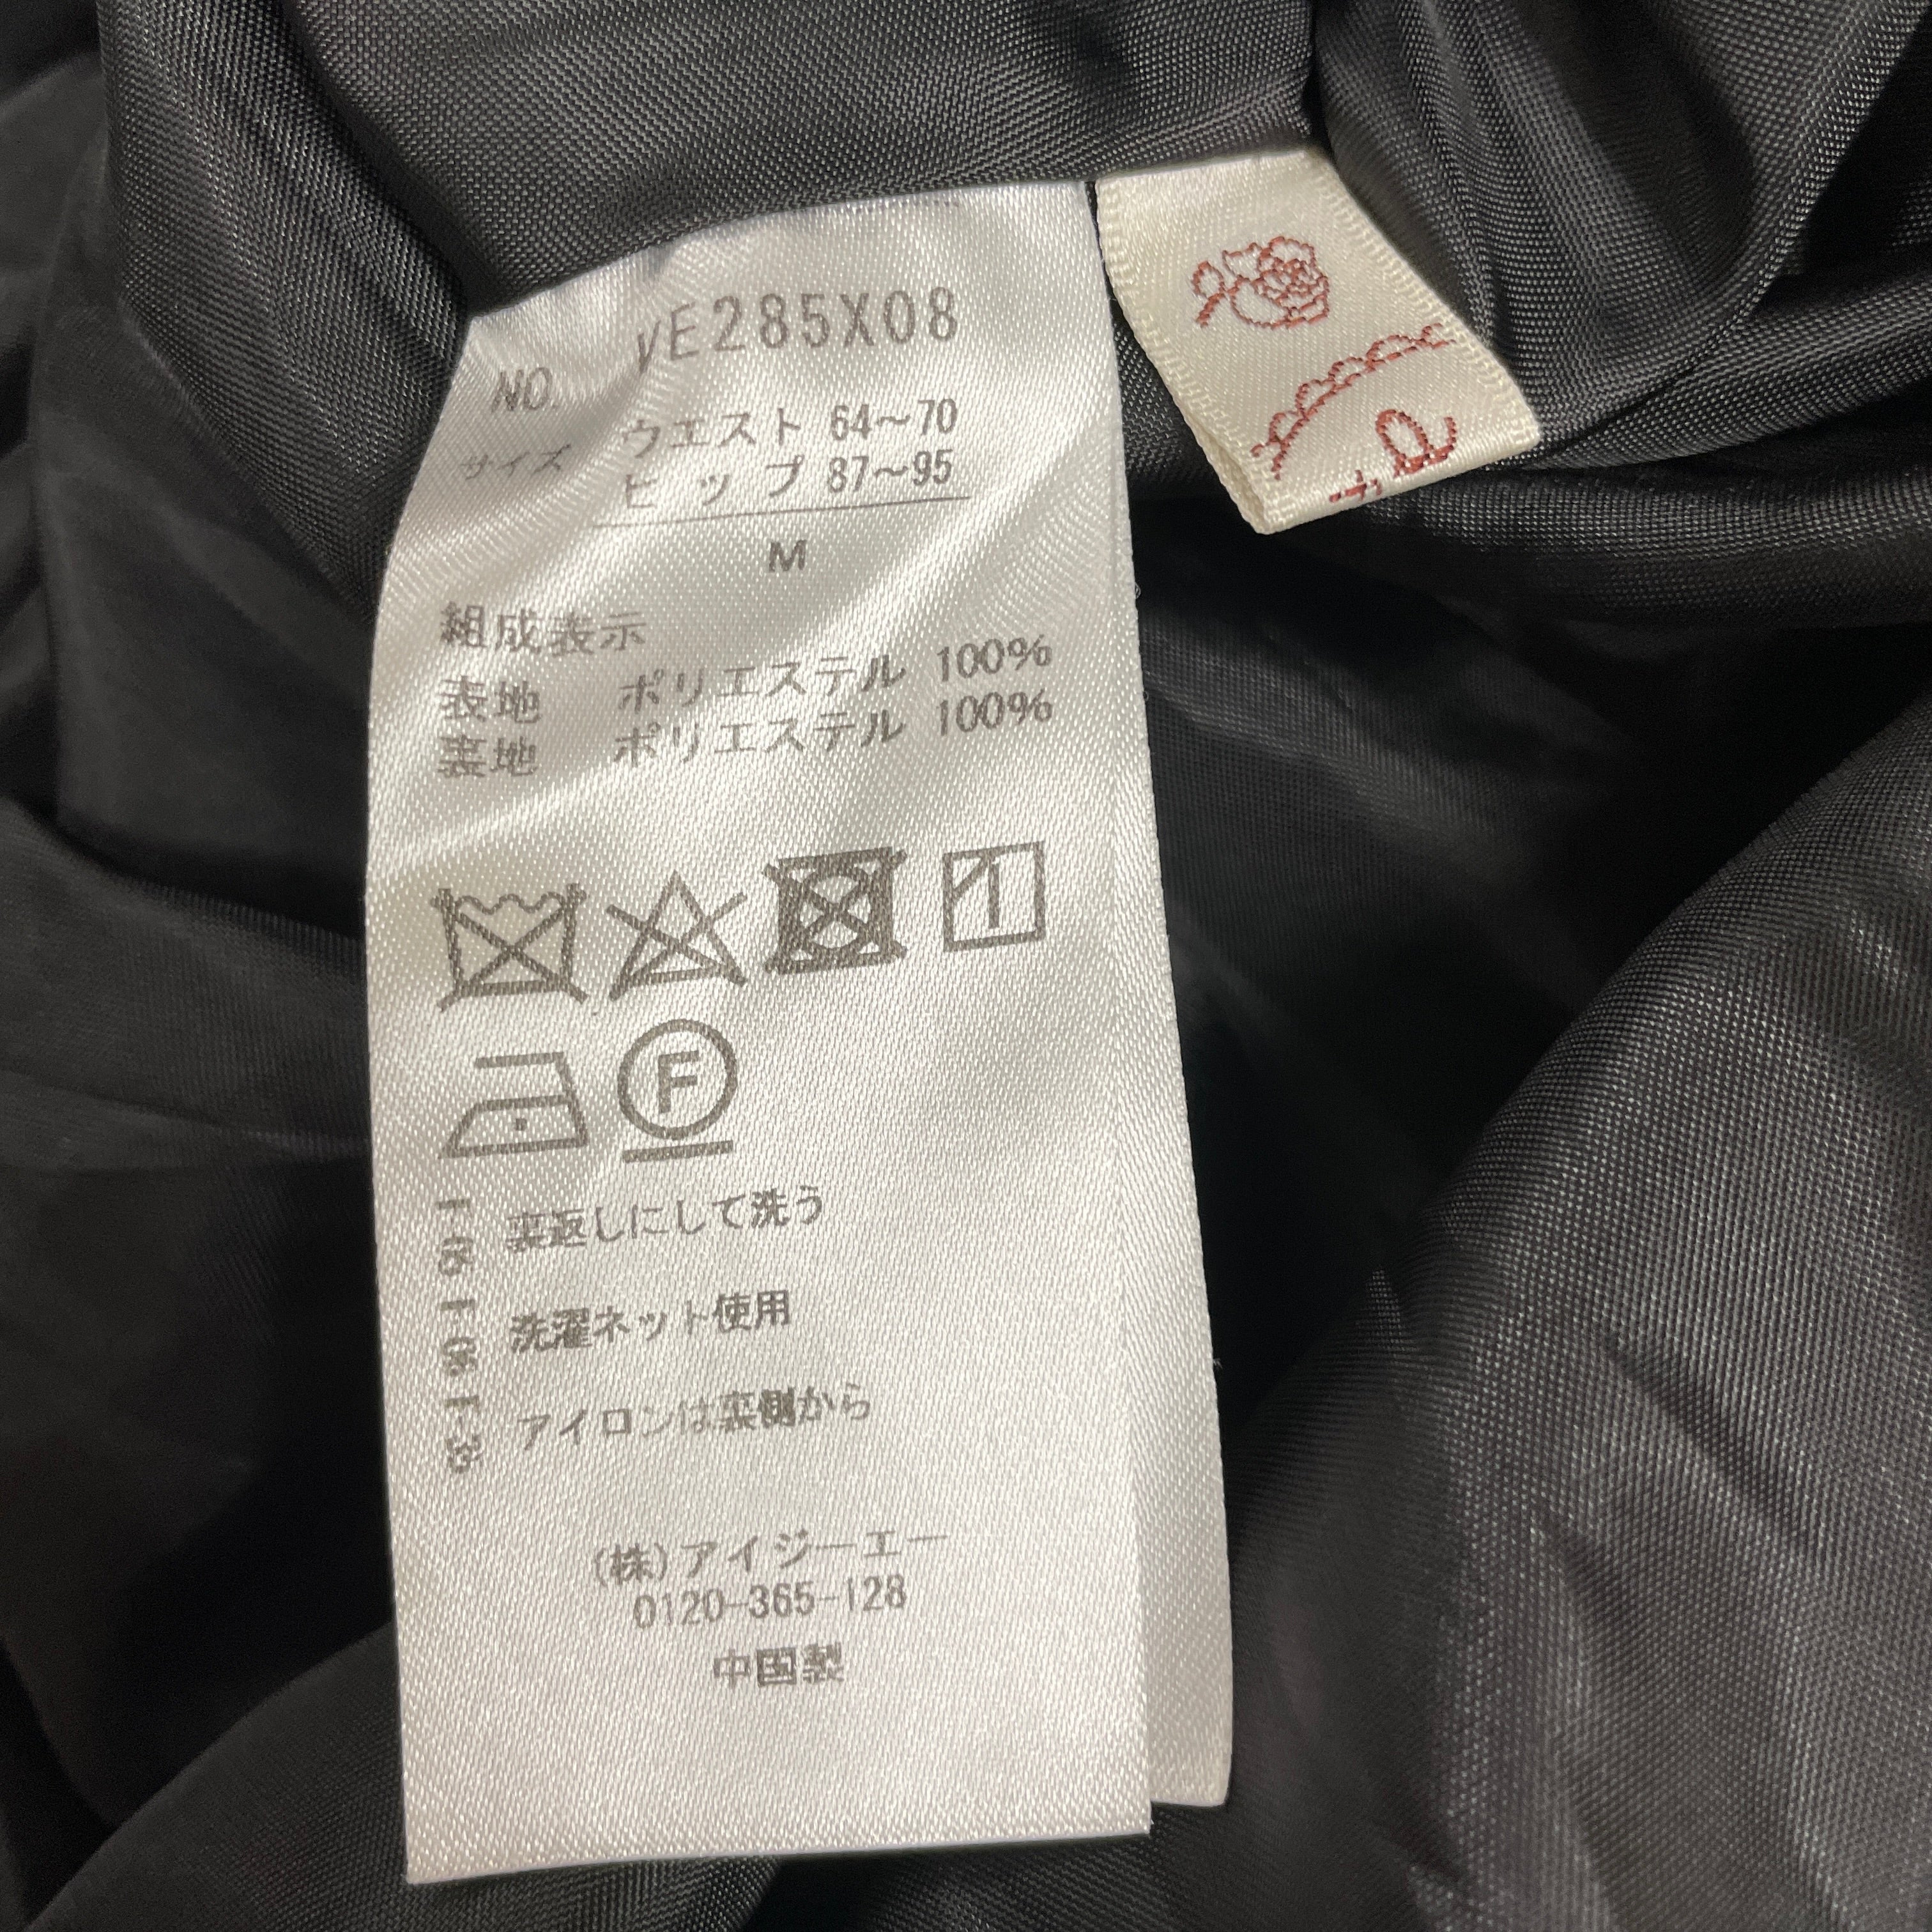 NO. VE285X08
サイズ ウエスト 64～70
ヒップ 87～95
M
組成表示
表地 ポリエステル 100%
裏地 ポリエステル 100%
F
裏返しにして洗う
洗濯ネット使用
アイロンは裏側から
(株)アイジーエー
0120-365-128
中国製